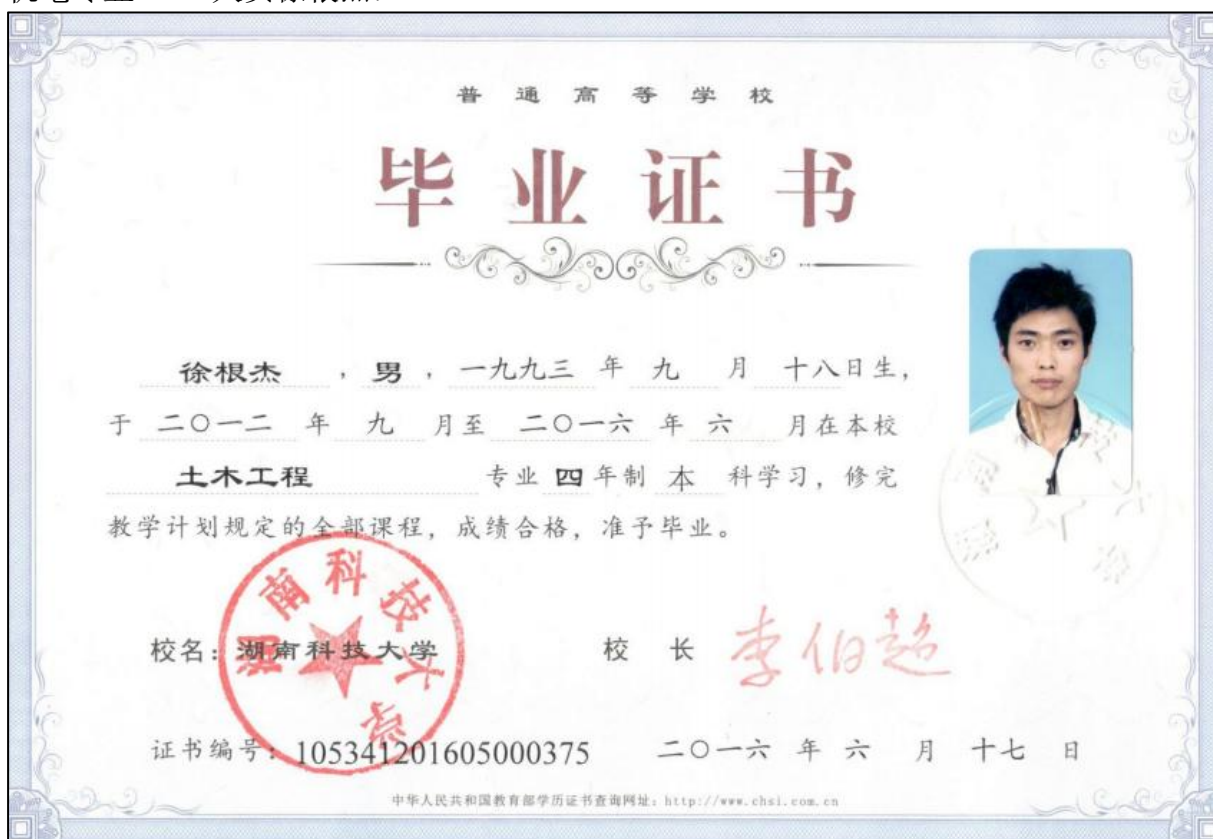 普通高等学校
毕业证书
徐根杰,男,一九九三年九月十八日生,
于二〇一二年九月至二〇一六年六月在本校
土木工程专业四年制本科学习,修完
教学计划规定的全部课程,成绩合格,准予毕业。
湖南科技大学
校名:湖南科技大学 校长 李伯超
证书编号:105341201605000375 二〇一六年六月十七日
中华人民共和国教育部学历证书查询网址:http://www.chsi.com.cn